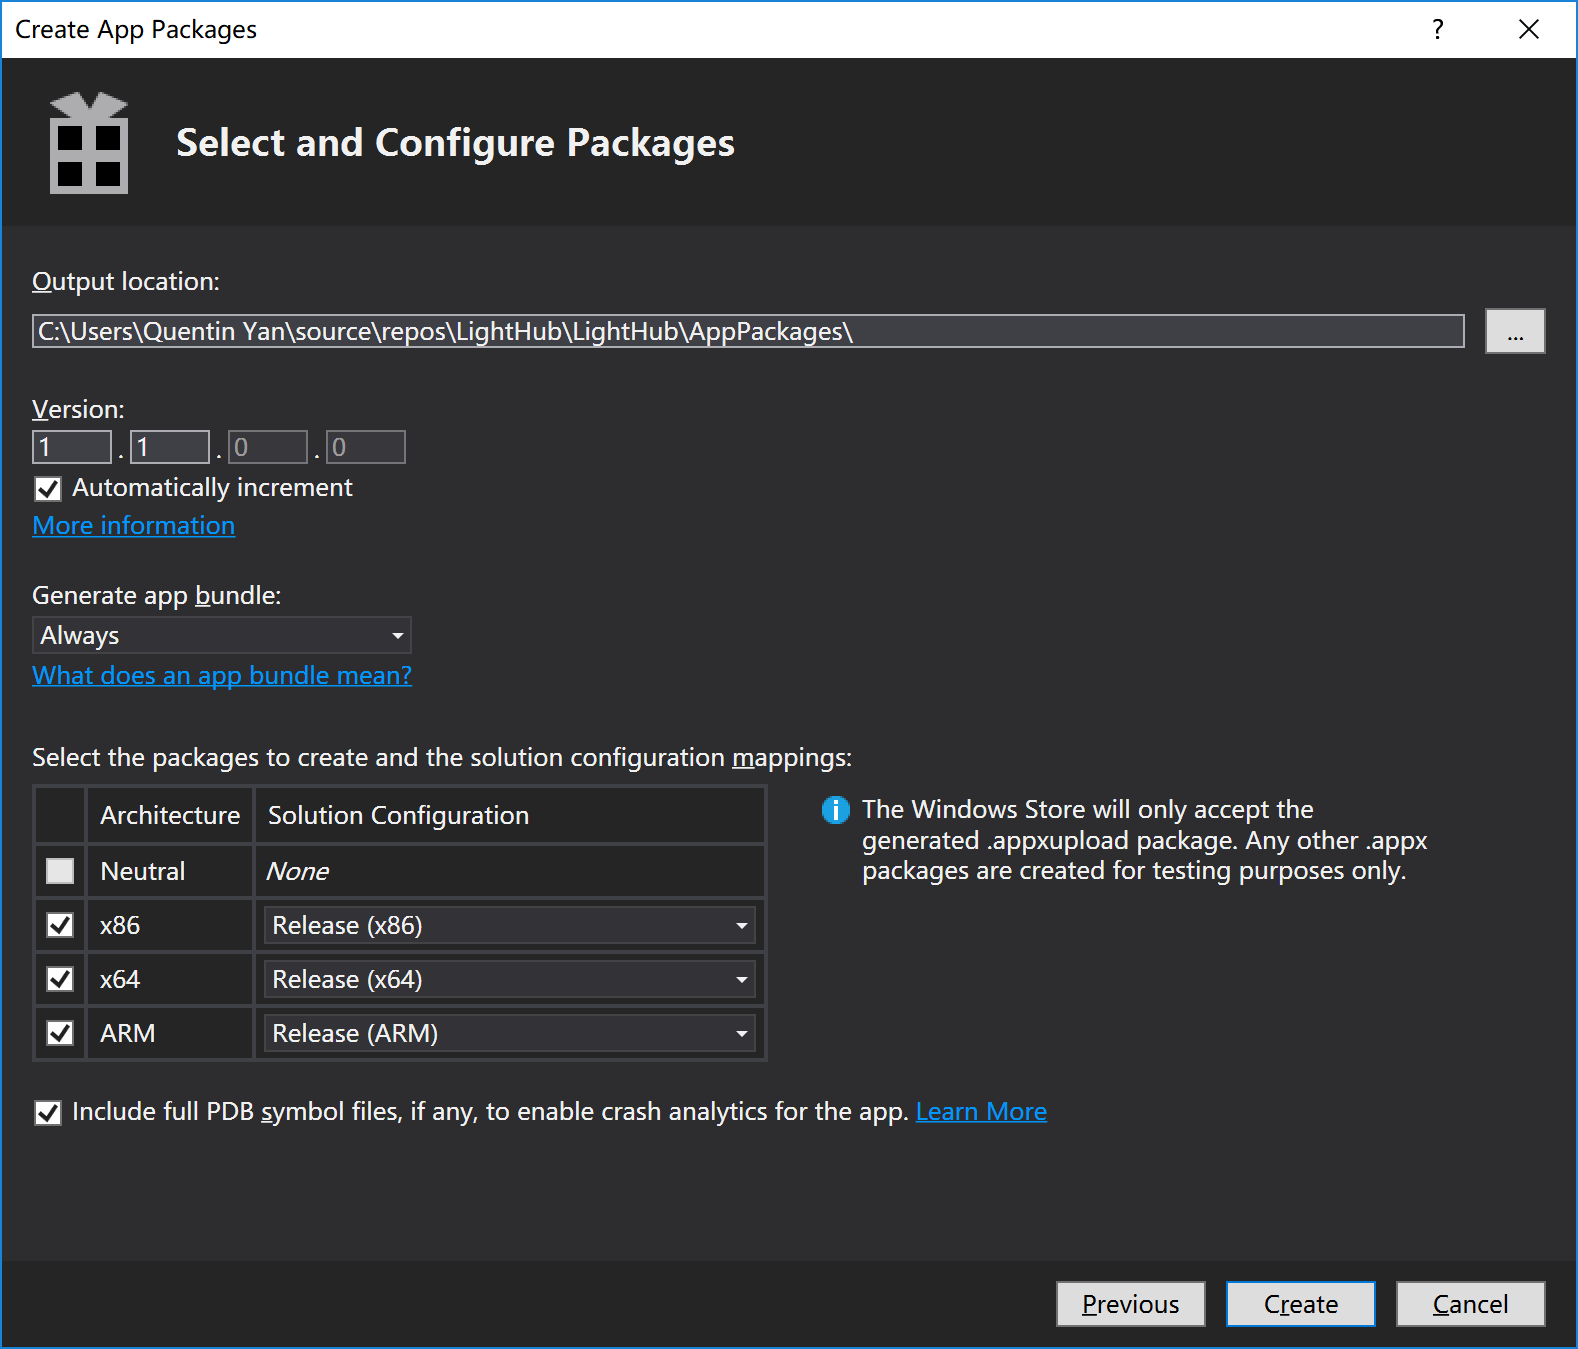 Create App Packages
?
Select and Configure Packages
Output location:
C:\Users\Quentin Yan\source\repos\LightHub\LightHub\AppPackages\
...
Version:
1 . 1 . 0 . 0
Automatically increment
More information
Generate app bundle:
Always
What does an app bundle mean?
Select the packages to create and the solution configuration mappings:
Architecture Solution Configuration
Neutral None
x86 Release (x86)
x64 Release (x64)
ARM Release (ARM)
The Windows Store will only accept the
generated .appxupload package. Any other .appx
packages are created for testing purposes only.
Include full PDB symbol files, if any, to enable crash analytics for the app. Learn More
Previous Create Cancel